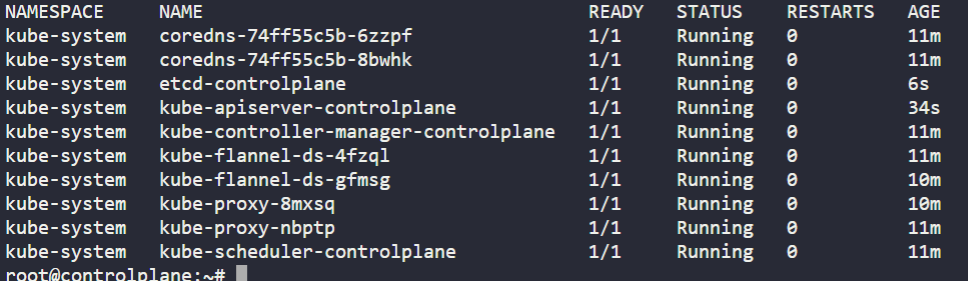 NAMESPACE NAME READY STATUS RESTARTS AGE
kube-system coredns-74ff55c5b-6zzpf 1/1 Running 0 11m
kube-system coredns-74ff55c5b-8bwhk 1/1 Running 0 11m
kube-system etcd-controlplane 1/1 Running 0 6s
kube-system kube-apiserver-controlplane 1/1 Running 0 34s
kube-system kube-controller-manager-controlplane 1/1 Running 0 11m
kube-system kube-flannel-ds-4fzql 1/1 Running 0 11m
kube-system kube-flannel-ds-gfmsg 1/1 Running 0 10m
kube-system kube-proxy-8mxsq 1/1 Running 0 10m
kube-system kube-proxy-nbptp 1/1 Running 0 11m
kube-system kube-scheduler-controlplane 1/1 Running 0 11m
root@controlplane:~#